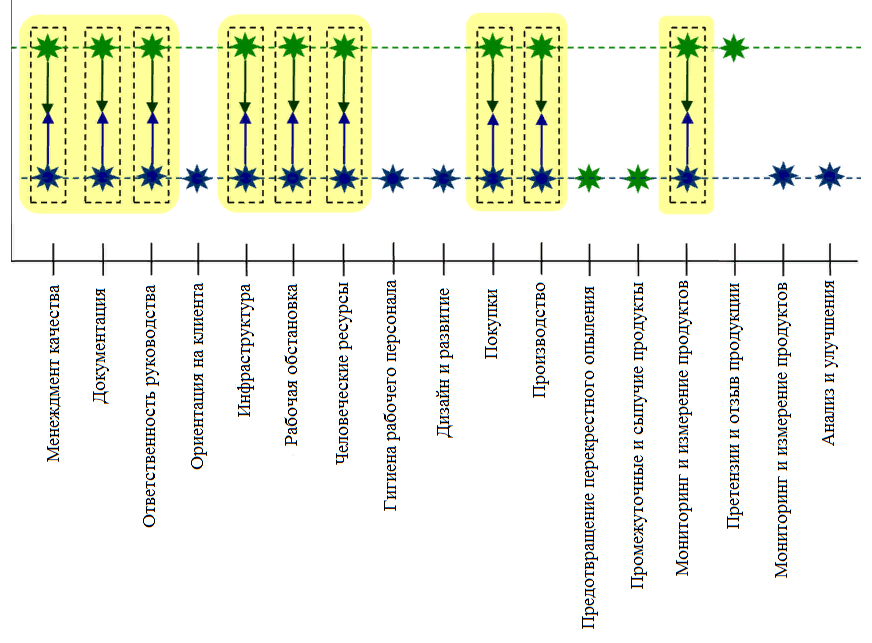 Менеждмент качества
Документация
Ответственность руководства
Ориентация на клиента
Инфраструктура
Рабочая обстановка
Человеческие ресурсы
Гигиена рабочего персонала
Дизайн и развитие
Покупки
Производство
Предотвращение перекрестного опыления
Промежуточные и сыпучие продукты
Мониторинг и измерение продуктов
Претензии и отзыв продукции
Мониторинг и измерение продуктов
Анализ и улучшения